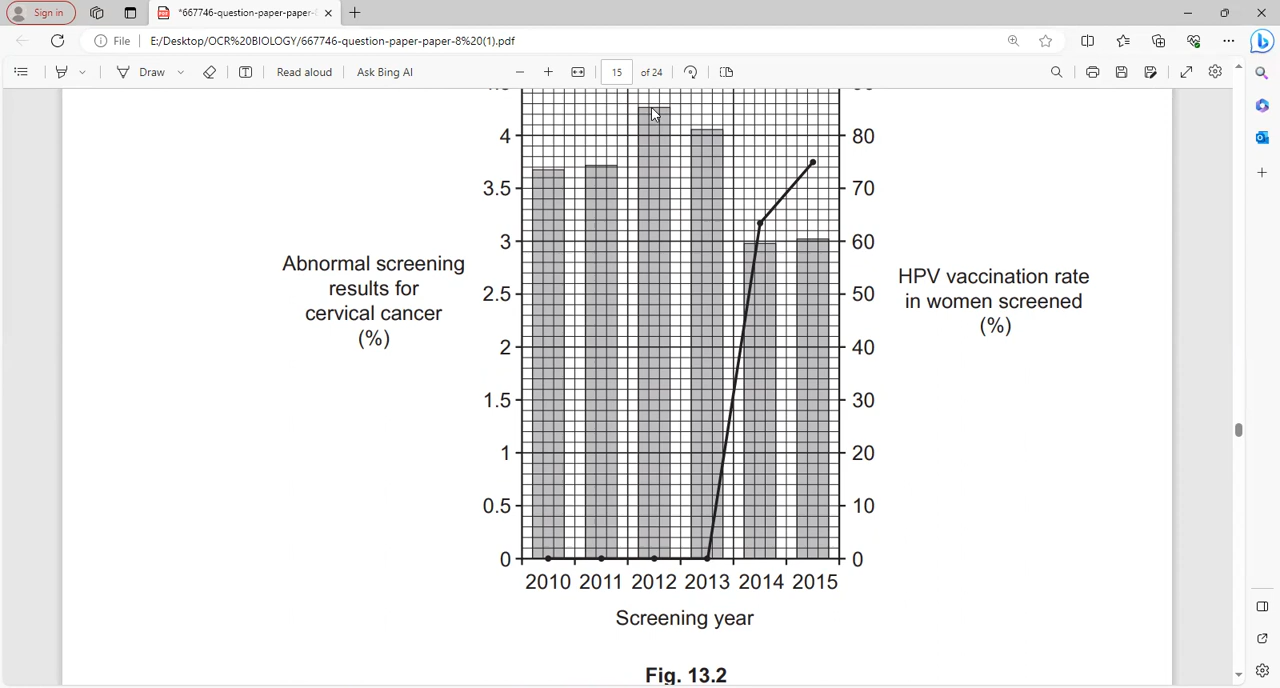 Sign in
*667746-question-paper-paper-
File
E:/Desktop/OCR%20BIOLOGY/667746-question-paper-paper-8%20(1).pdf
Draw
Read aloud
Ask Bing AI
15
of 24
4
80
3.5
70
3
60
Abnormal screening
results for
cervical cancer
(%)
HPV vaccination rate
in women screened
(%)
2.5
50
2
40
1.5
30
1
20
0.5
10
0
0
2010 2011 2012 2013 2014 2015
Screening year
Fig. 13.2